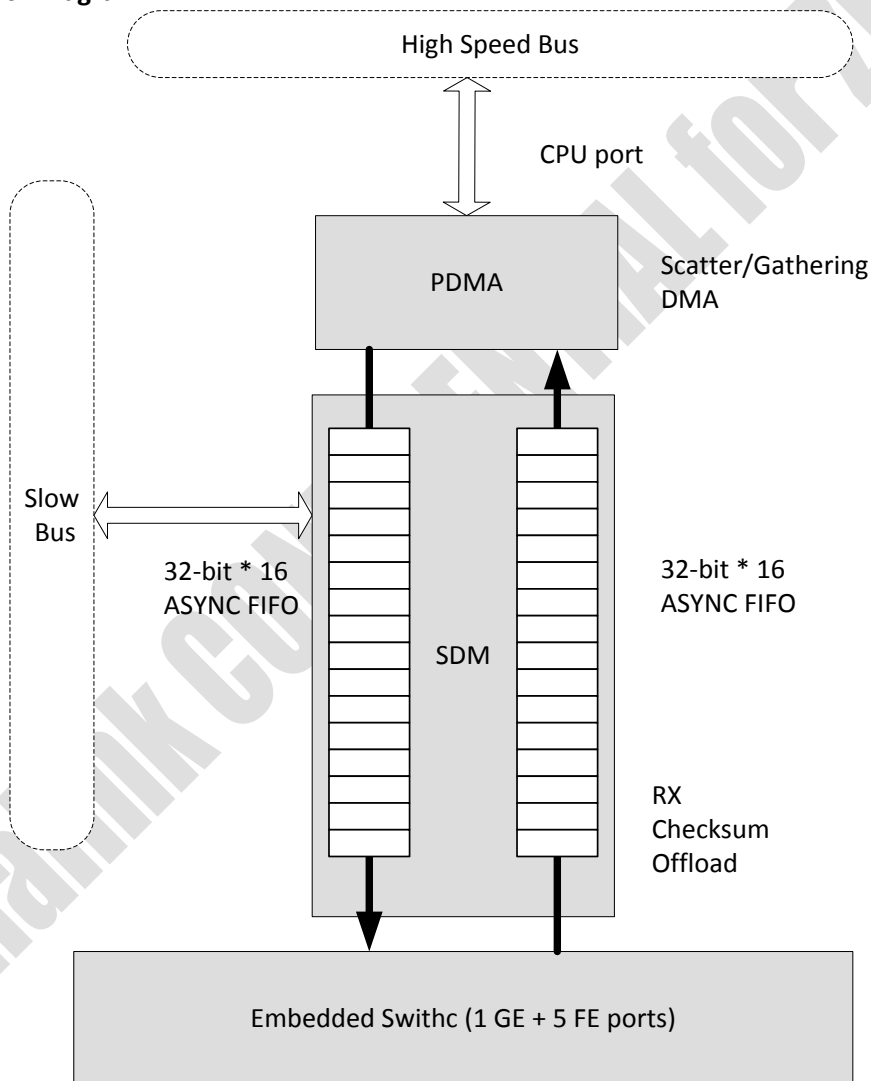 High Speed Bus
CPU port
PDMA
Scatter/Gathering
DMA
Slow
Bus
32-bit * 16
ASYNC FIFO
SDM
32-bit * 16
ASYNC FIFO
RX
Checksum
Offload
Embedded Swithc (1 GE + 5 FE ports)